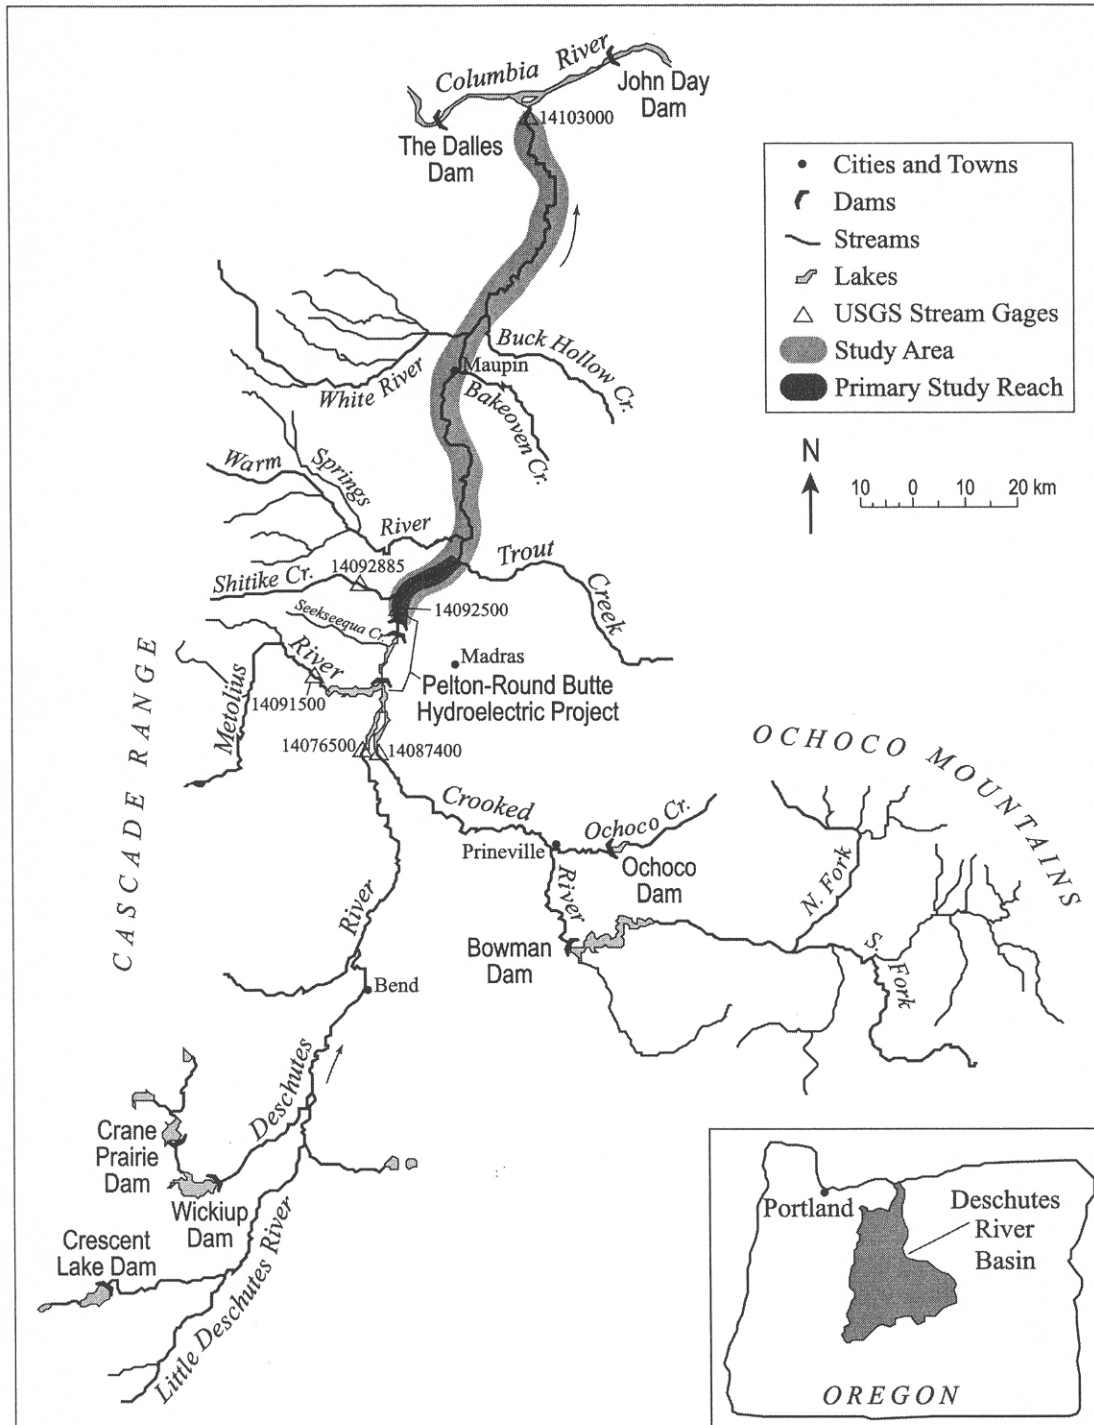 Columbia River
John Day
Dam
14103000
The Dalles
Dam
Cities and Towns
Dams
Streams
Lakes
USGS Stream Gages
Study Area
Primary Study Reach
N
10 0 10 20 km
Buck Hollow Cr.
Maupin
White River
Bakeoven Cr.
Warm Springs River
Trout Creek
14092885
Shitike Cr.
14092500
Seekseequa Cr.
Madras
Metolius River
Pelton-Round Butte
Hydroelectric Project
14091500
14076500
14087400
CASCADE RANGE
OCHOCO MOUNTAINS
Crooked River
Ochoco Cr.
Prineville
Ochoco
Dam
N. Fork
S. Fork
Bowman
Dam
Deschutes River
Bend
Crane
Prairie
Dam
Wickiup
Dam
Crescent
Lake Dam
Little Deschutes River
Portland
Deschutes
River
Basin
OREGON